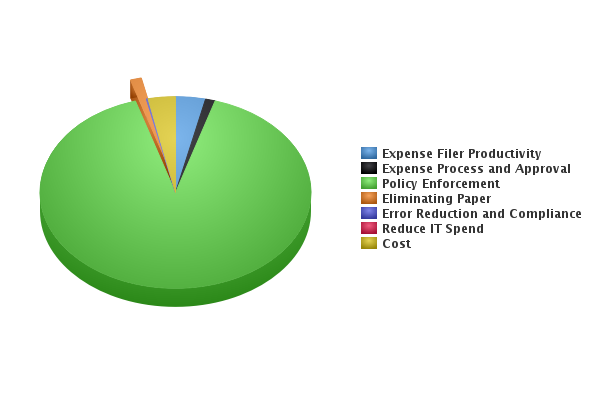 Expense Filer Productivity
Expense Process and Approval
Policy Enforcement
Eliminating Paper
Error Reduction and Compliance
Reduce IT Spend
Cost